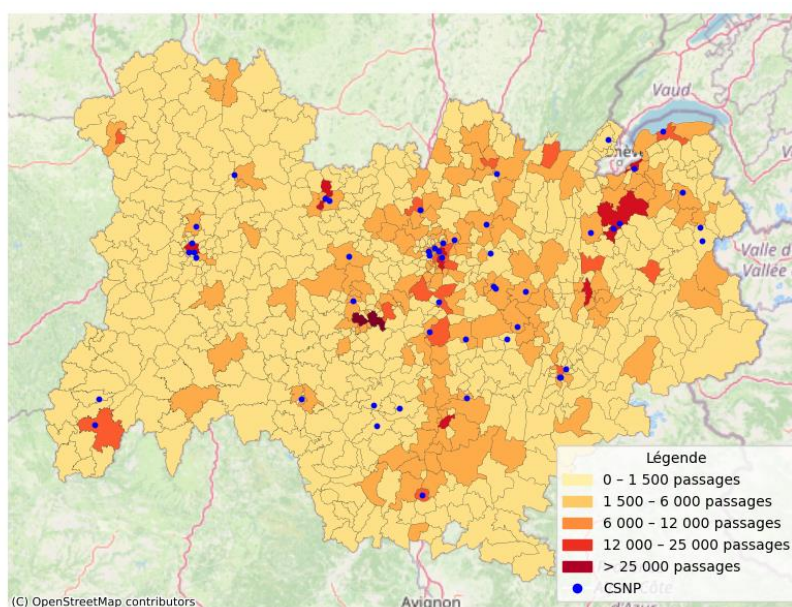 Vaud
Genèv
Valle d'
Vallée
Légende
0 – 1 500 passages
1 500 – 6 000 passages
6 000 – 12 000 passages
12 000 – 25 000 passages
> 25 000 passages
CSNP
(C) OpenStreetMap contributors
Avignon